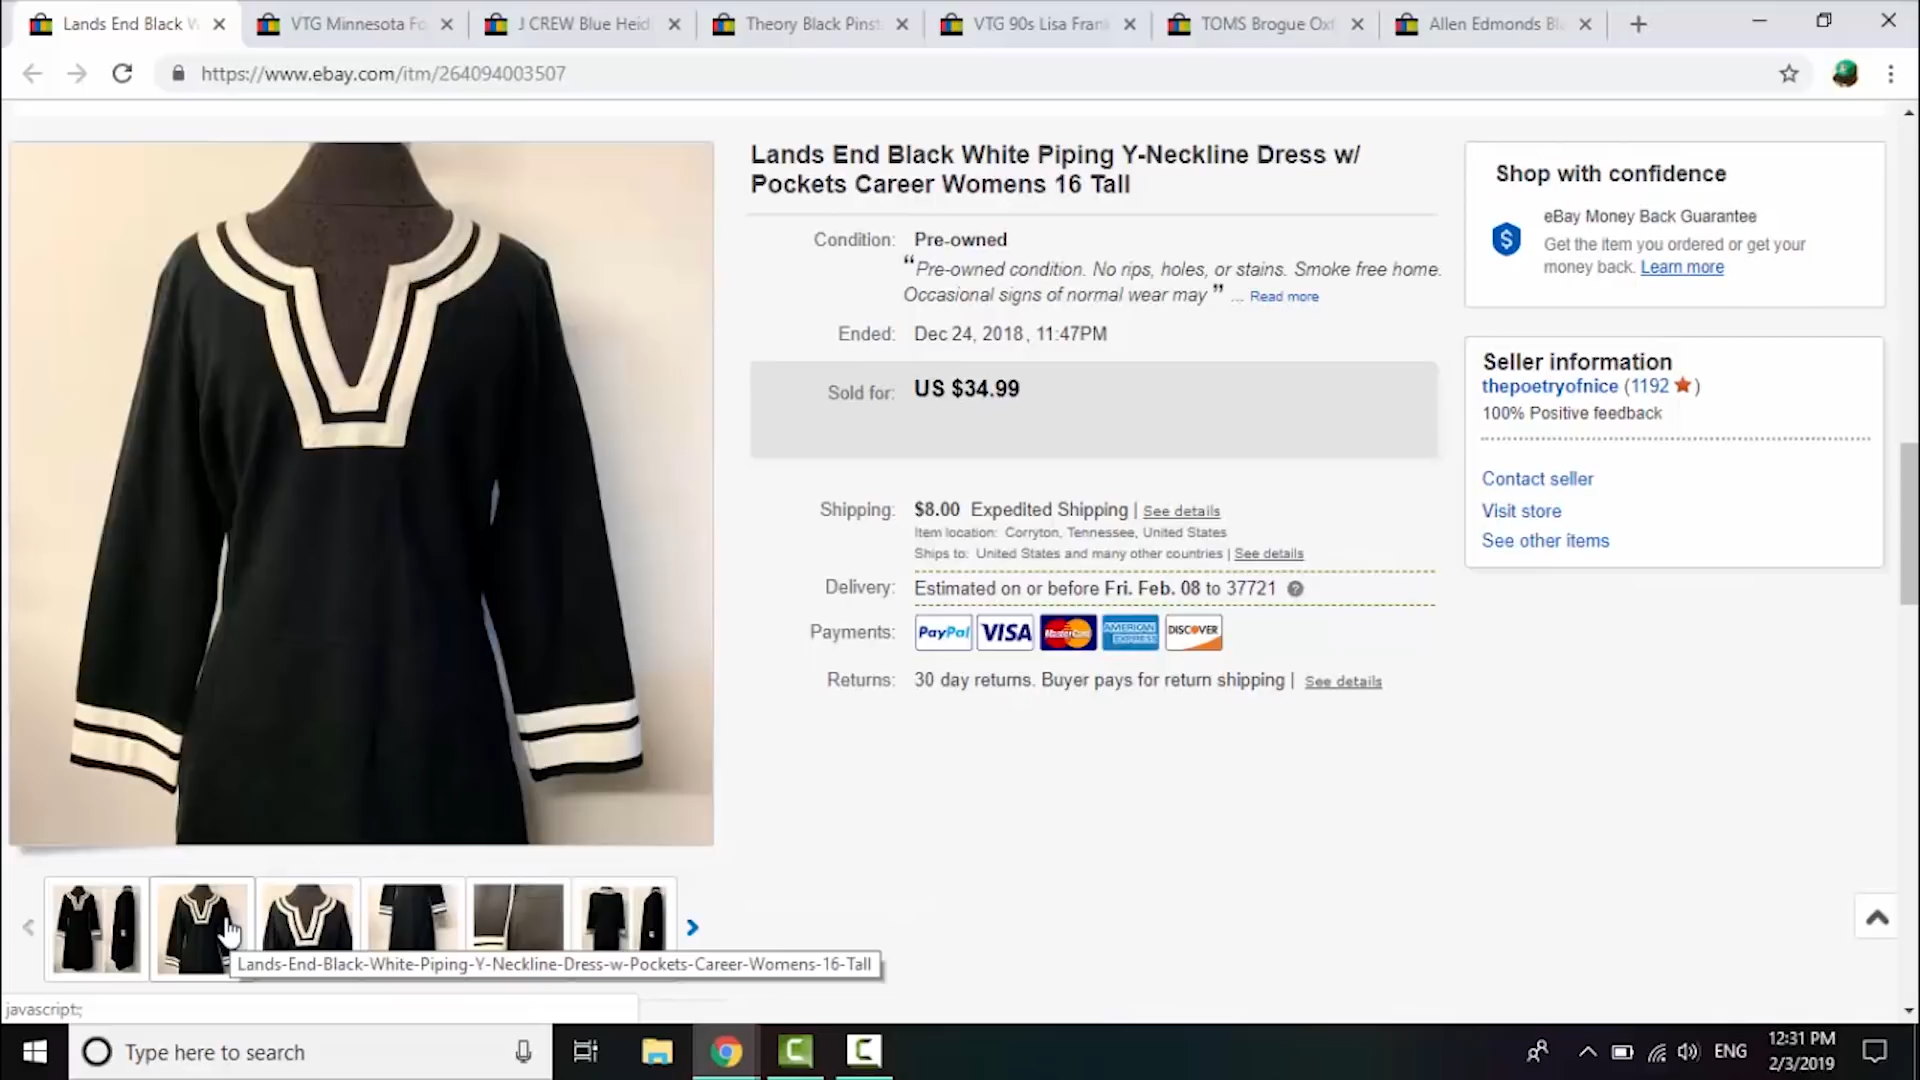 Lands End Black W
VTG Minnesota Fo
J CREW Blue Heid
Theory Black Pinst
VTG 90s Lisa Fran
TOMS Brogue Oxf
Allen Edmonds Bl
https://www.ebay.com/itm/264094003507
Lands End Black White Piping Y-Neckline Dress w/
Pockets Career Womens 16 Tall
Condition: Pre-owned
“Pre-owned condition. No rips, holes, or stains. Smoke free home.
Occasional signs of normal wear may ” ... Read more
Ended: Dec 24, 2018 , 11:47PM
Sold for: US $34.99
Shipping: $8.00 Expedited Shipping | See details
Item location: Corryton, Tennessee, United States
Ships to: United States and many other countries | See details
Delivery: Estimated on or before Fri. Feb. 08 to 37721
Payments: PayPal VISA MasterCard AMERICAN EXPRESS DISCOVER
Returns: 30 day returns. Buyer pays for return shipping | See details
Shop with confidence
eBay Money Back Guarantee
Get the item you ordered or get your
money back. Learn more
Seller information
thepoetryofnice (1192 )
100% Positive feedback
Contact seller
Visit store
See other items
Lands-End-Black-White-Piping-Y-Neckline-Dress-w-Pockets-Career-Womens-16-Tall
javascript:;
Type here to search
ENG
12:31 PM
2/3/2019